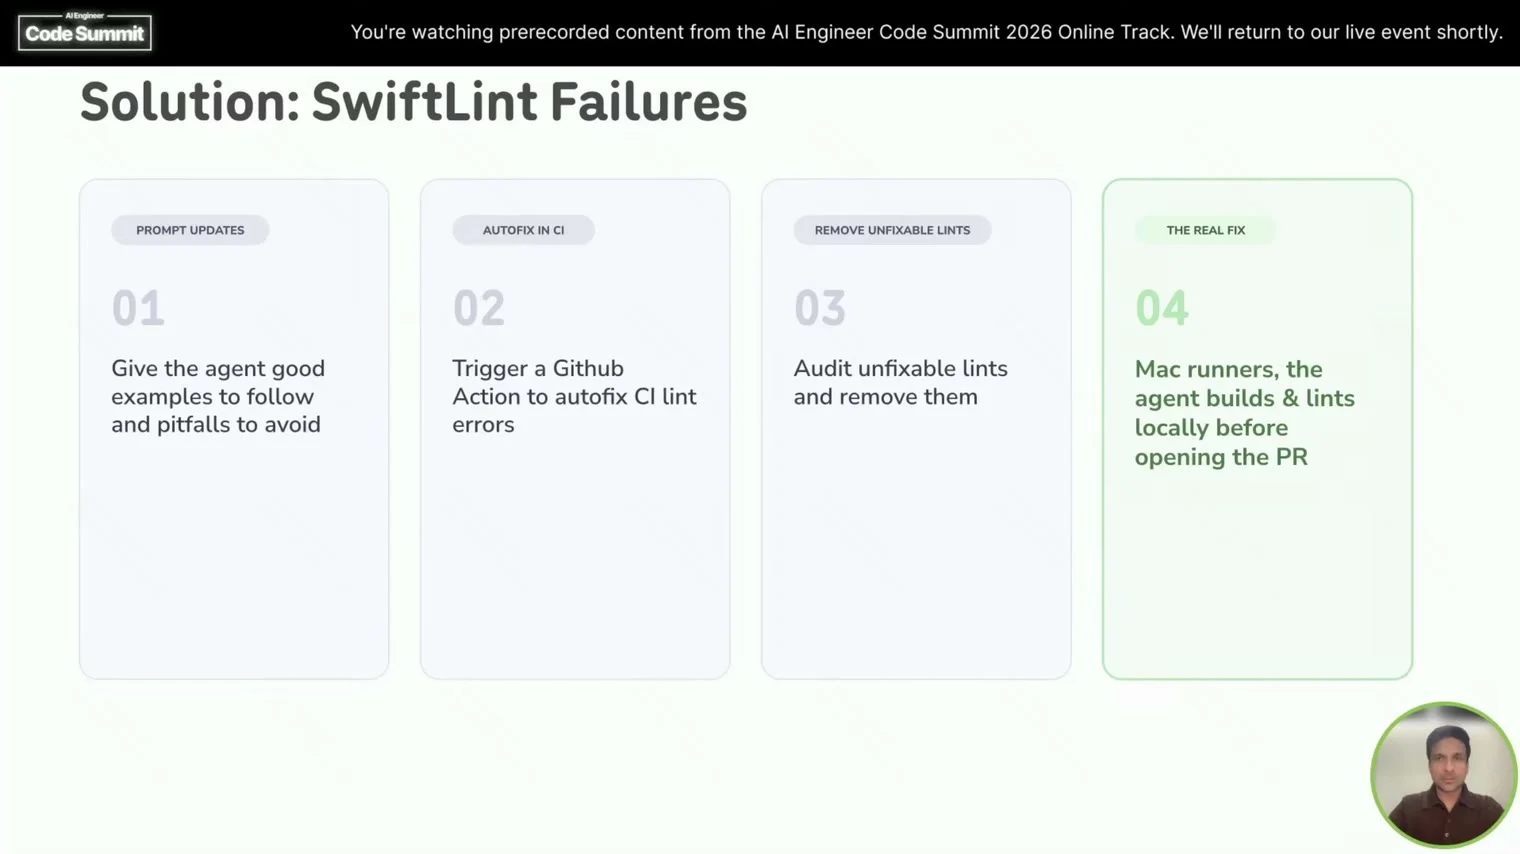 AI Engineer
Code Summit
You're watching prerecorded content from the AI Engineer Code Summit 2026 Online Track. We'll return to our live event shortly.
Solution: SwiftLint Failures
PROMPT UPDATES
01
Give the agent good
examples to follow
and pitfalls to avoid
AUTOFIX IN CI
02
Trigger a Github
Action to autofix CI lint
errors
REMOVE UNFIXABLE LINTS
03
Audit unfixable lints
and remove them
THE REAL FIX
04
Mac runners, the
agent builds & lints
locally before
opening the PR